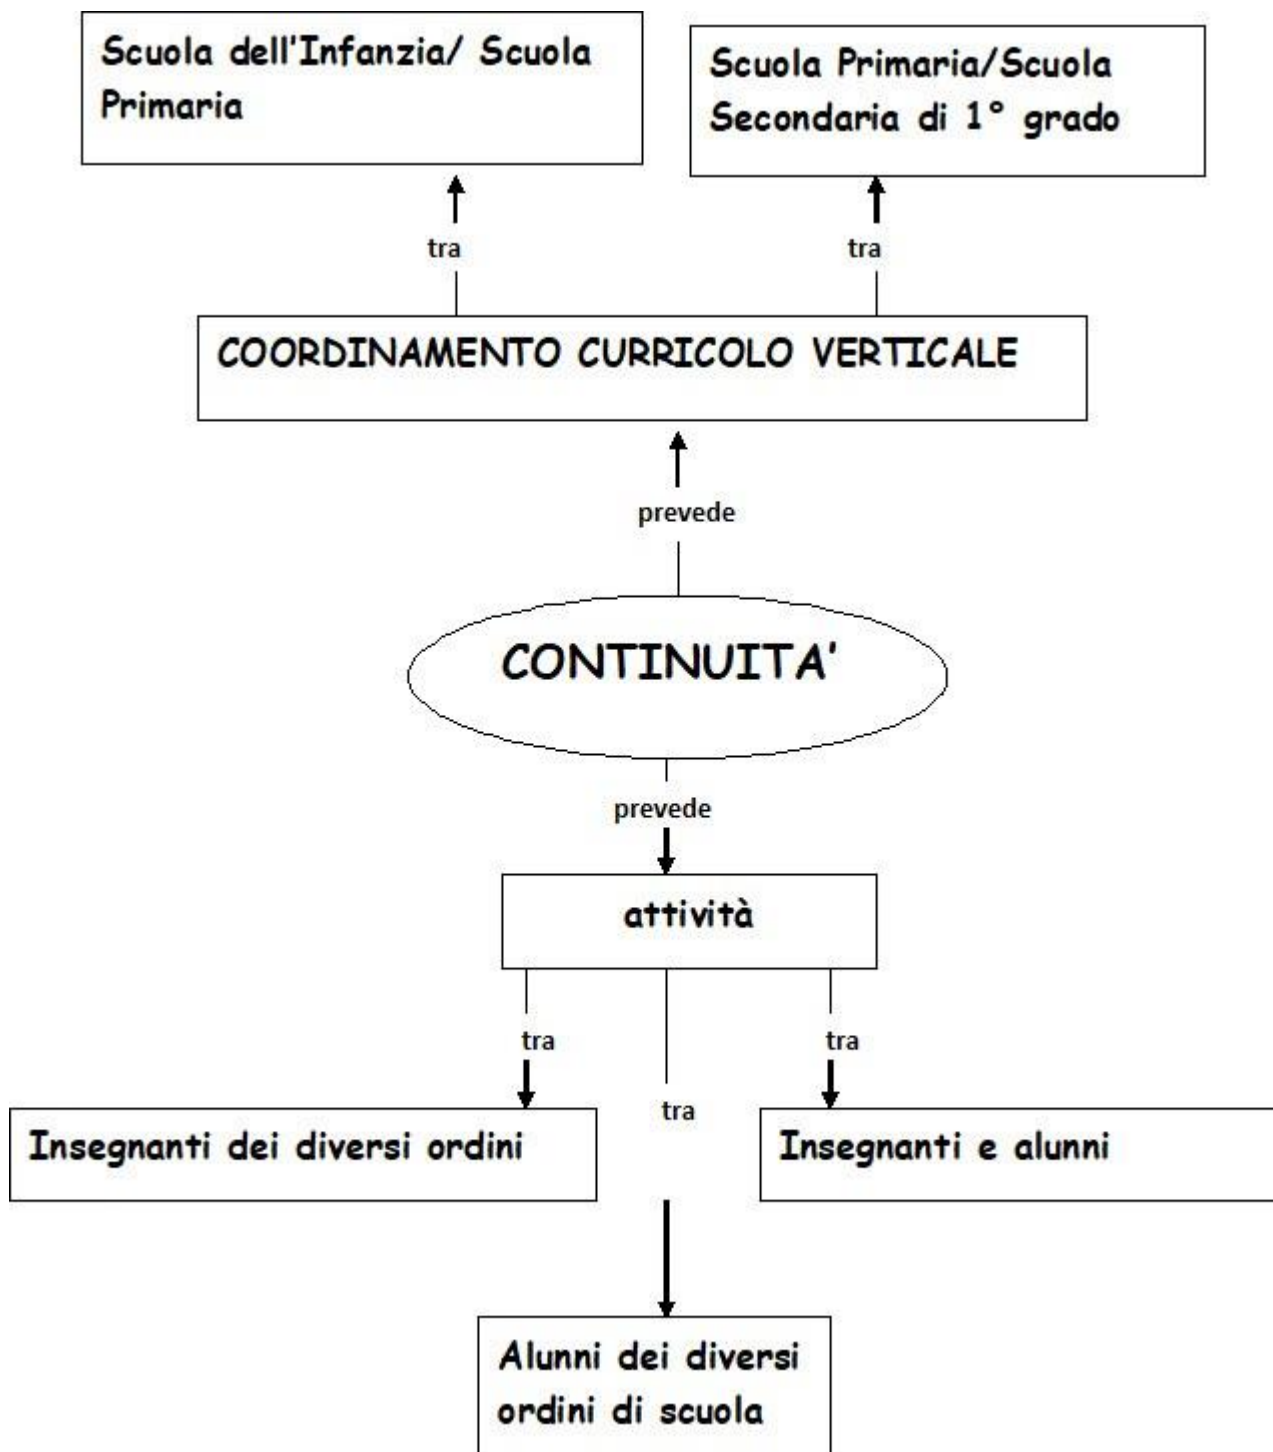 Scuola dell'Infanzia/ Scuola
Primaria
Scuola Primaria/Scuola
Secondaria di 1° grado
tra
tra
COORDINAMENTO CURRICOLO VERTICALE
prevede
CONTINUITA'
prevede
attività
tra
tra
tra
Insegnanti dei diversi ordini
Insegnanti e alunni
Alunni dei diversi
ordini di scuola